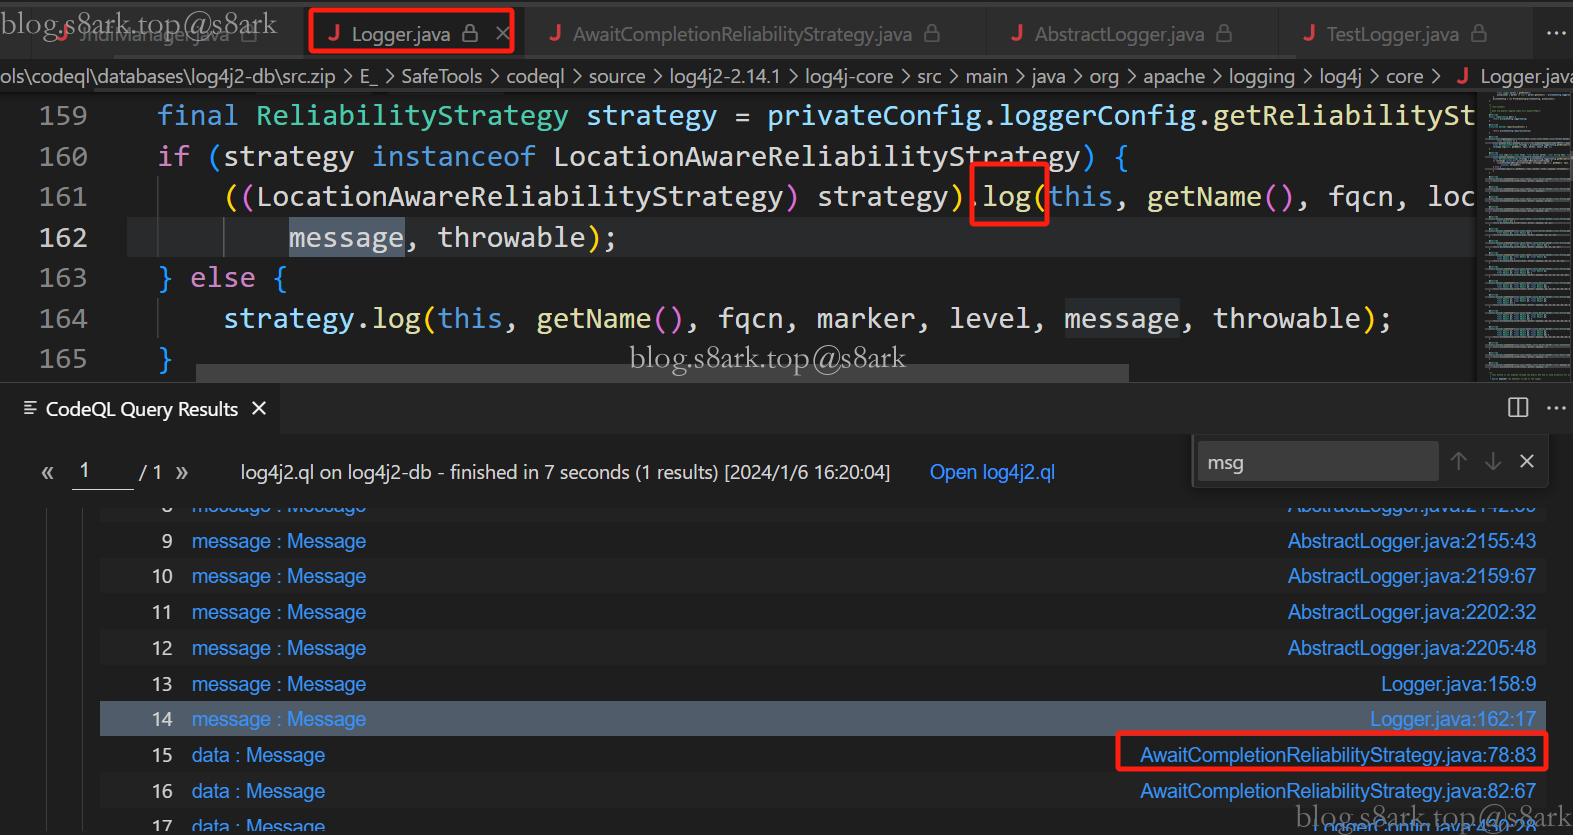 blog.s8ark.top@s8ark
JndiManager.java
Logger.java
AwaitCompletionReliabilityStrategy.java
AbstractLogger.java
TestLogger.java
ols\codeql\databases\log4j2-db\src.zip > E_ > SafeTools > codeql > source > log4j2-2.14.1 > log4j-core > src > main > java > org > apache > logging > log4j > core > Logger.java
159 final ReliabilityStrategy strategy = privateConfig.loggerConfig.getReliabilitySt
160 if (strategy instanceof LocationAwareReliabilityStrategy) {
161 ((LocationAwareReliabilityStrategy) strategy).log(this, getName(), fqcn, loc
162 message, throwable);
163 } else {
164 strategy.log(this, getName(), fqcn, marker, level, message, throwable);
165 }
blog.s8ark.top@s8ark
CodeQL Query Results
« 1 / 1 » log4j2.ql on log4j2-db - finished in 7 seconds (1 results) [2024/1/6 16:20:04] Open log4j2.ql
msg
8 message : Message
9 message : Message AbstractLogger.java:2155:43
10 message : Message AbstractLogger.java:2159:67
11 message : Message AbstractLogger.java:2202:32
12 message : Message AbstractLogger.java:2205:48
13 message : Message Logger.java:158:9
14 message : Message Logger.java:162:17
15 data : Message AwaitCompletionReliabilityStrategy.java:78:83
16 data : Message AwaitCompletionReliabilityStrategy.java:82:67
17 data : Message LoggerConfig.java:430:28
blog.s8ark.top@s8ark